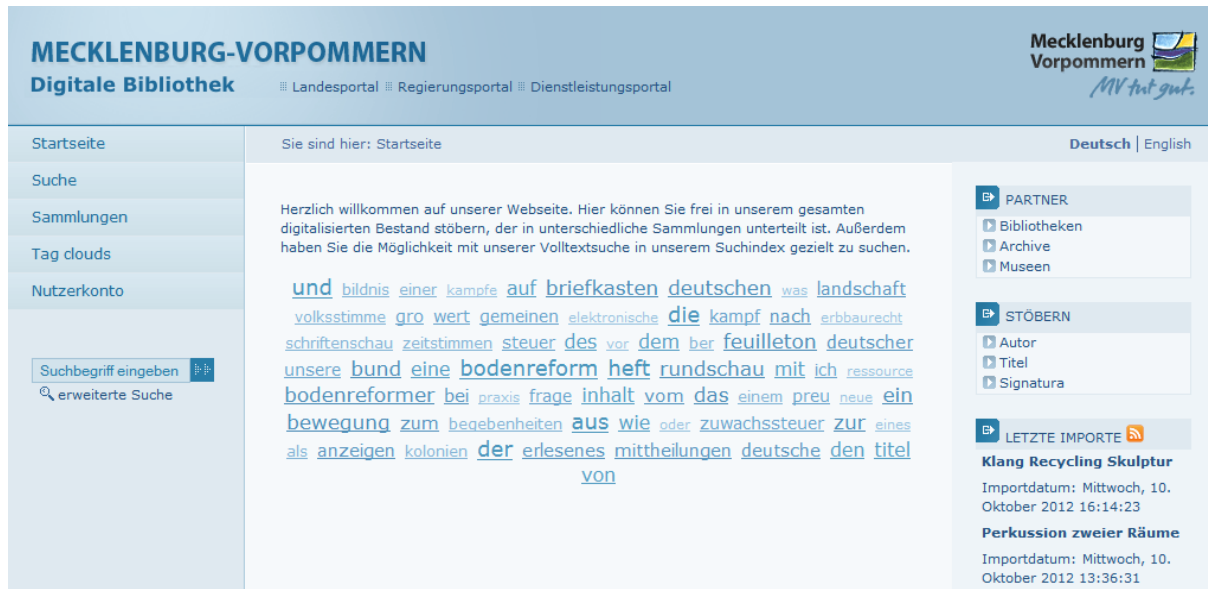 MECKLENBURG-VORPOMMERN
Digitale Bibliothek
Landesportal Regierungsportal Dienstleistungsportal
Mecklenburg
Vorpommern
MV tut gut.
Startseite
Suche
Sammlungen
Tag clouds
Nutzerkonto
Suchbegriff eingeben
erweiterte Suche
Sie sind hier: Startseite
Deutsch | English
Herzlich willkommen auf unserer Webseite. Hier können Sie frei in unserem gesamten
digitalisierten Bestand stöbern, der in unterschiedliche Sammlungen unterteilt ist. Außerdem
haben Sie die Möglichkeit mit unserer Volltextsuche in unserem Suchindex gezielt zu suchen.
und bildnis einer kampfe auf briefkasten deutschen was landschaft
volksstimme gro wert gemeinen elektronische die kampf nach erbbaurecht
schriftenschau zeitstimmen steuer des vor dem ber feuilleton deutscher
unsere bund eine bodenreform heft rundschau mit ich ressource
bodenreformer bei praxis frage inhalt vom das einem preu neue ein
bewegung zum begebenheiten aus wie oder zuwachssteuer zur eines
als anzeigen kolonien der erlesenes mittheilungen deutsche den titel
von
PARTNER
Bibliotheken
Archive
Museen
STÖBERN
Autor
Titel
Signatura
LETZTE IMPORTE
Klang Recycling Skulptur
Importdatum: Mittwoch, 10.
Oktober 2012 16:14:23
Perkussion zweier Räume
Importdatum: Mittwoch, 10.
Oktober 2012 13:36:31